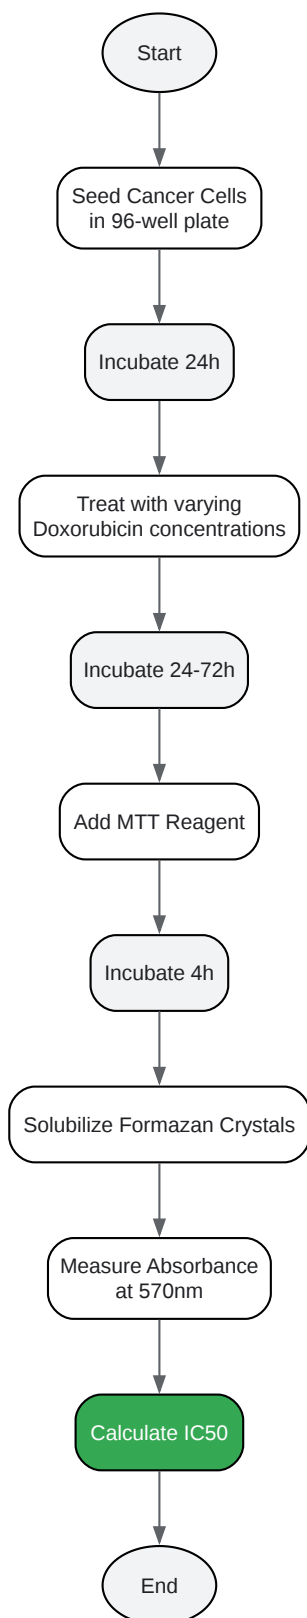 Start
Seed Cancer Cells
in 96-well plate
Incubate 24h
Treat with varying
Doxorubicin concentrations
Incubate 24-72h
Add MTT Reagent
Incubate 4h
Solubilize Formazan Crystals
Measure Absorbance
at 570nm
Calculate IC50
End